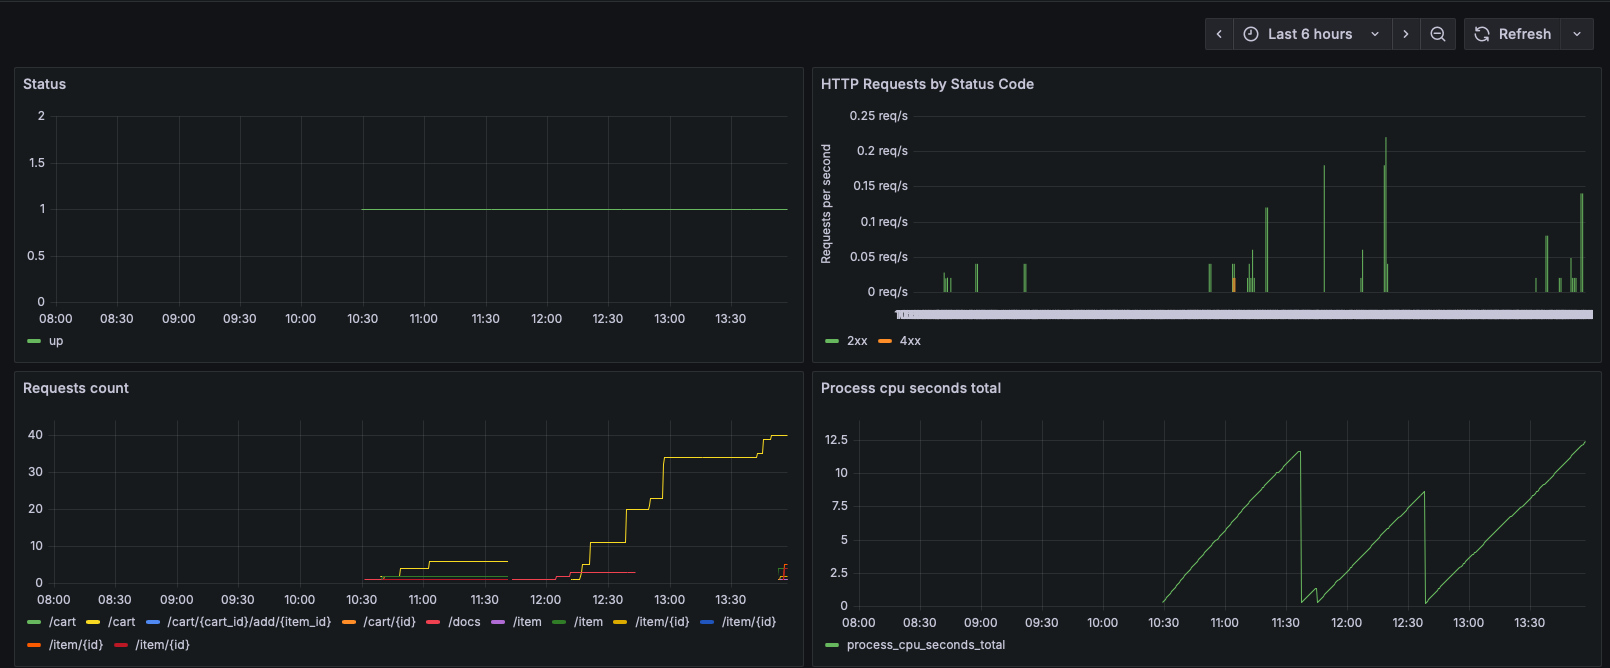 Last 6 hours
Refresh
Status
2
1.5
1
0.5
0
08:00 08:30 09:00 09:30 10:00 10:30 11:00 11:30 12:00 12:30 13:00 13:30
up
HTTP Requests by Status Code
Requests per second
0.25 req/s
0.2 req/s
0.15 req/s
0.1 req/s
0.05 req/s
0 req/s
2xx 4xx
Requests count
40
30
20
10
0
08:00 08:30 09:00 09:30 10:00 10:30 11:00 11:30 12:00 12:30 13:00 13:30
/cart /cart /cart/{cart_id}/add/{item_id} /cart/{id} /docs /item /item /item/{id} /item/{id}
/item/{id} /item/{id}
Process cpu seconds total
12.5
10
7.5
5
2.5
0
08:00 08:30 09:00 09:30 10:00 10:30 11:00 11:30 12:00 12:30 13:00 13:30
process_cpu_seconds_total